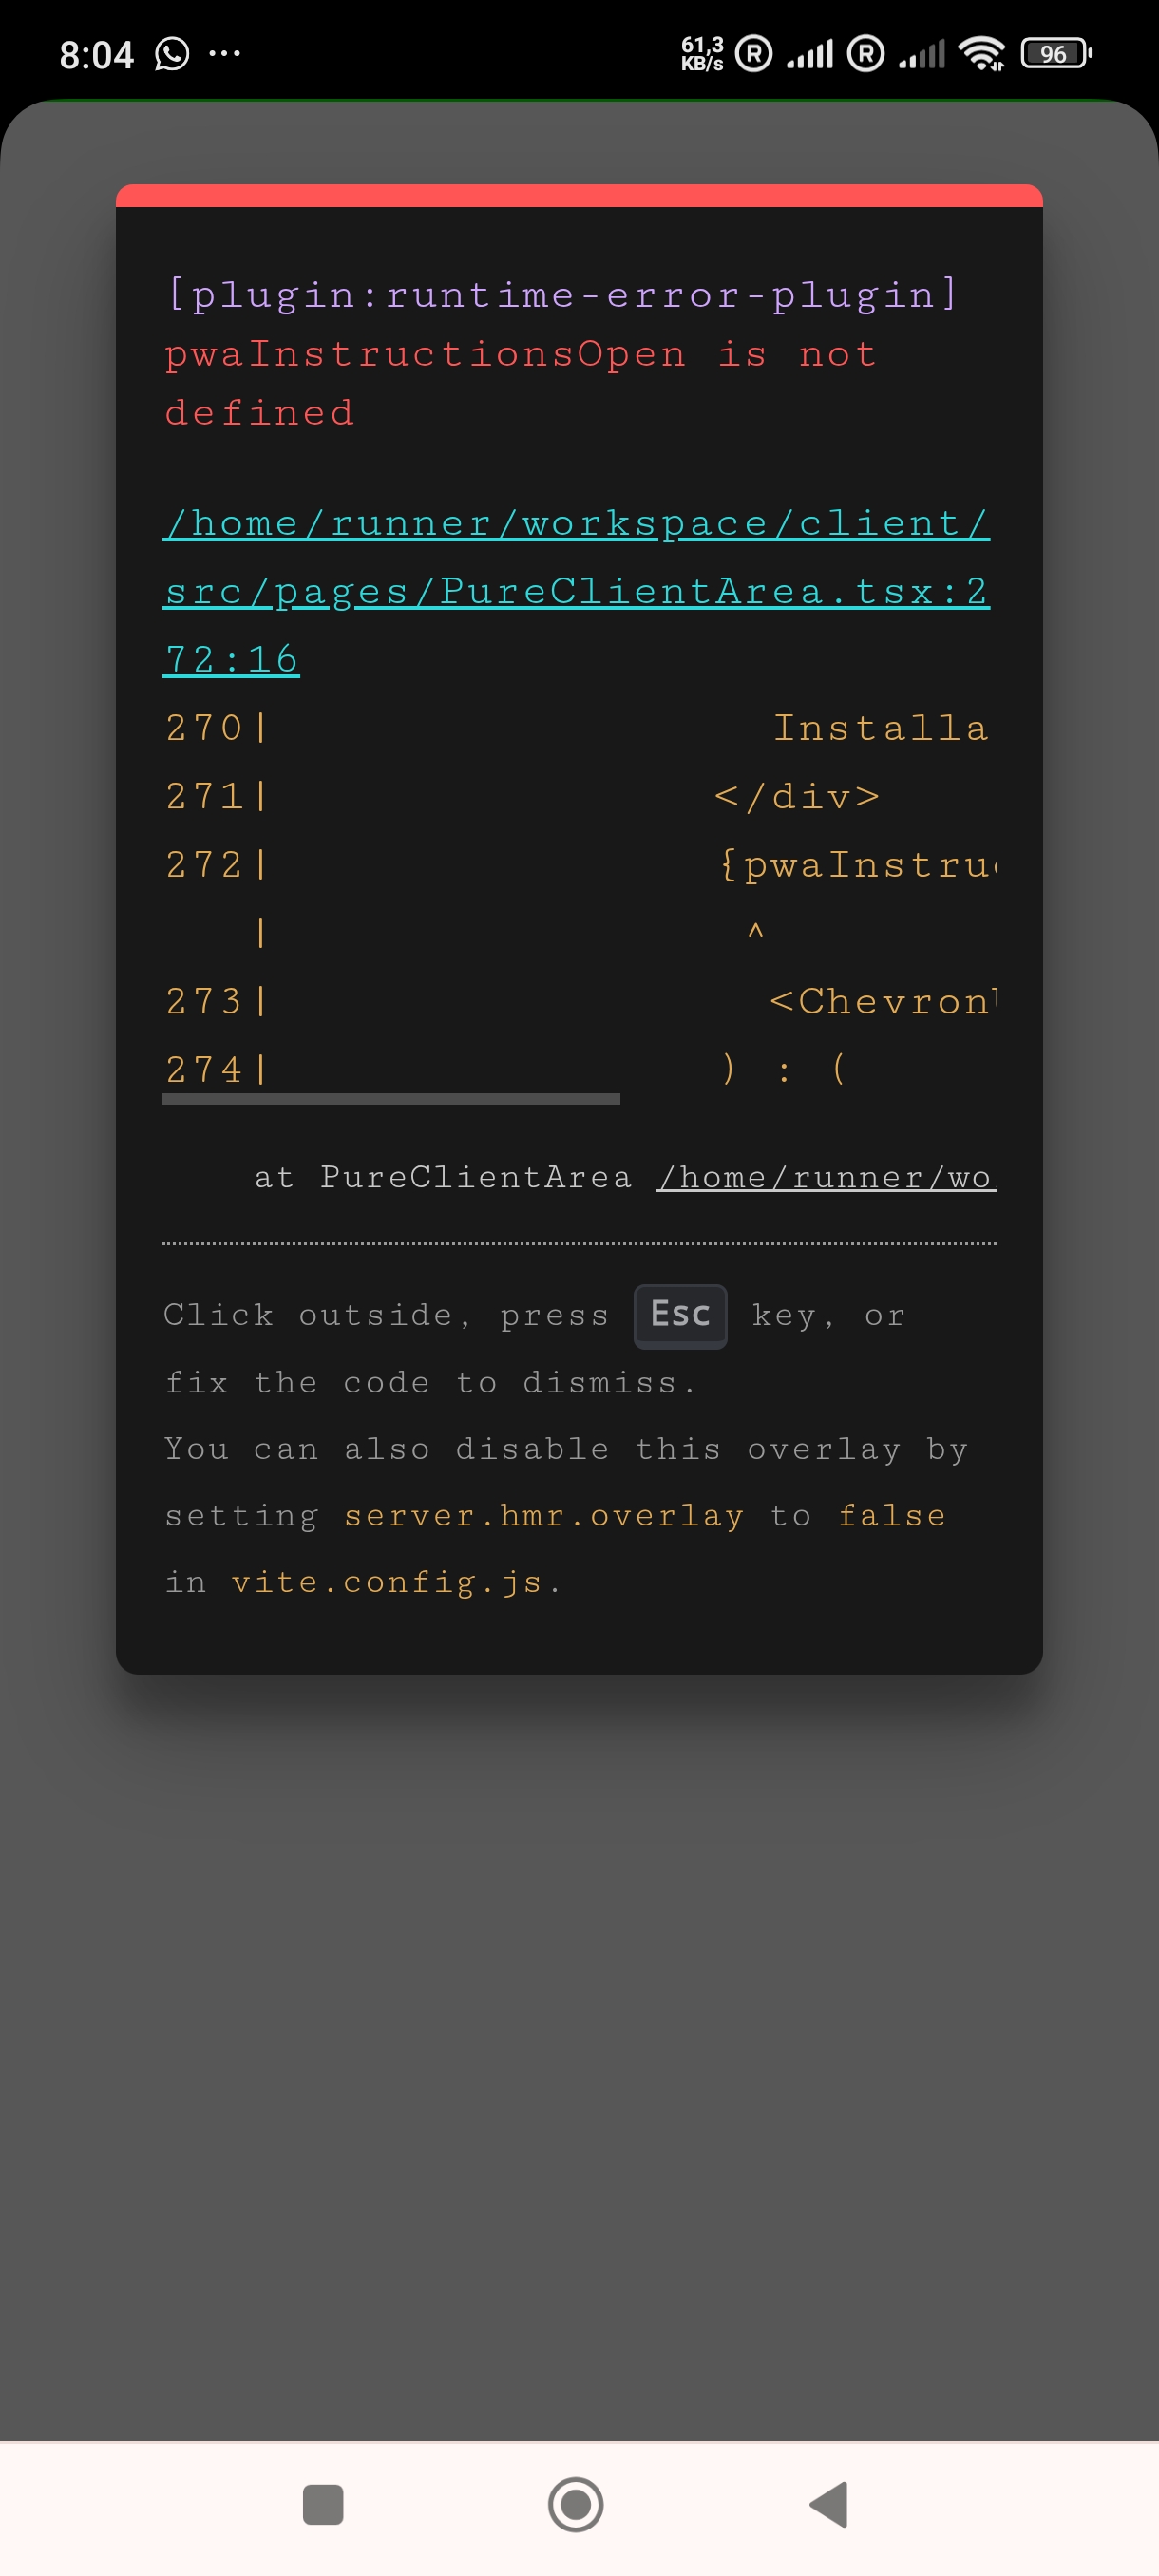 8:04 ...
61,3 KB/s R R 96
[plugin:runtime-error-plugin]
pwaInstructionsOpen is not
defined
/home/runner/workspace/client/
src/pages/PureClientArea.tsx:2
72:16
270| Installa
271| </div>
272| {pwaInstruc
| ^
273| <Chevron
274| ) : (
at PureClientArea /home/runner/wo
Click outside, press Esc key, or
fix the code to dismiss.
You can also disable this overlay by
setting server.hmr.overlay to false
in vite.config.js.